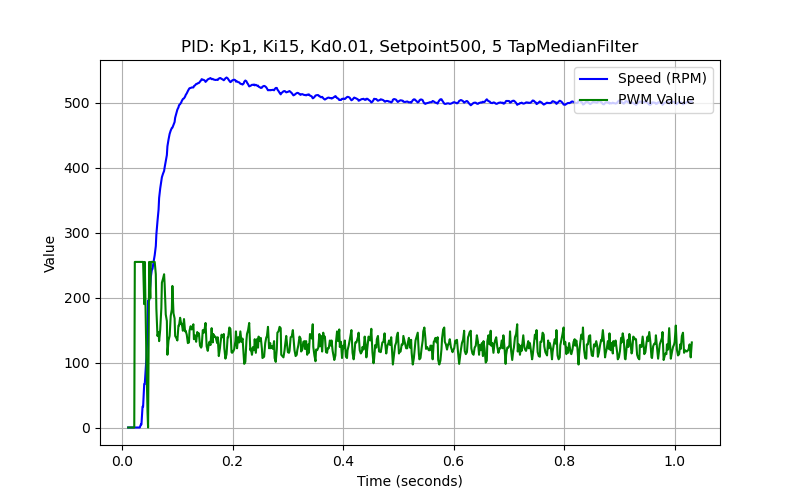 PID: Kp1, Ki15, Kd0.01, Setpoint500, 5 TapMedianFilter
Speed (RPM)
PWM Value
500
400
300
200
100
0
Value
0.0 0.2 0.4 0.6 0.8 1.0
Time (seconds)